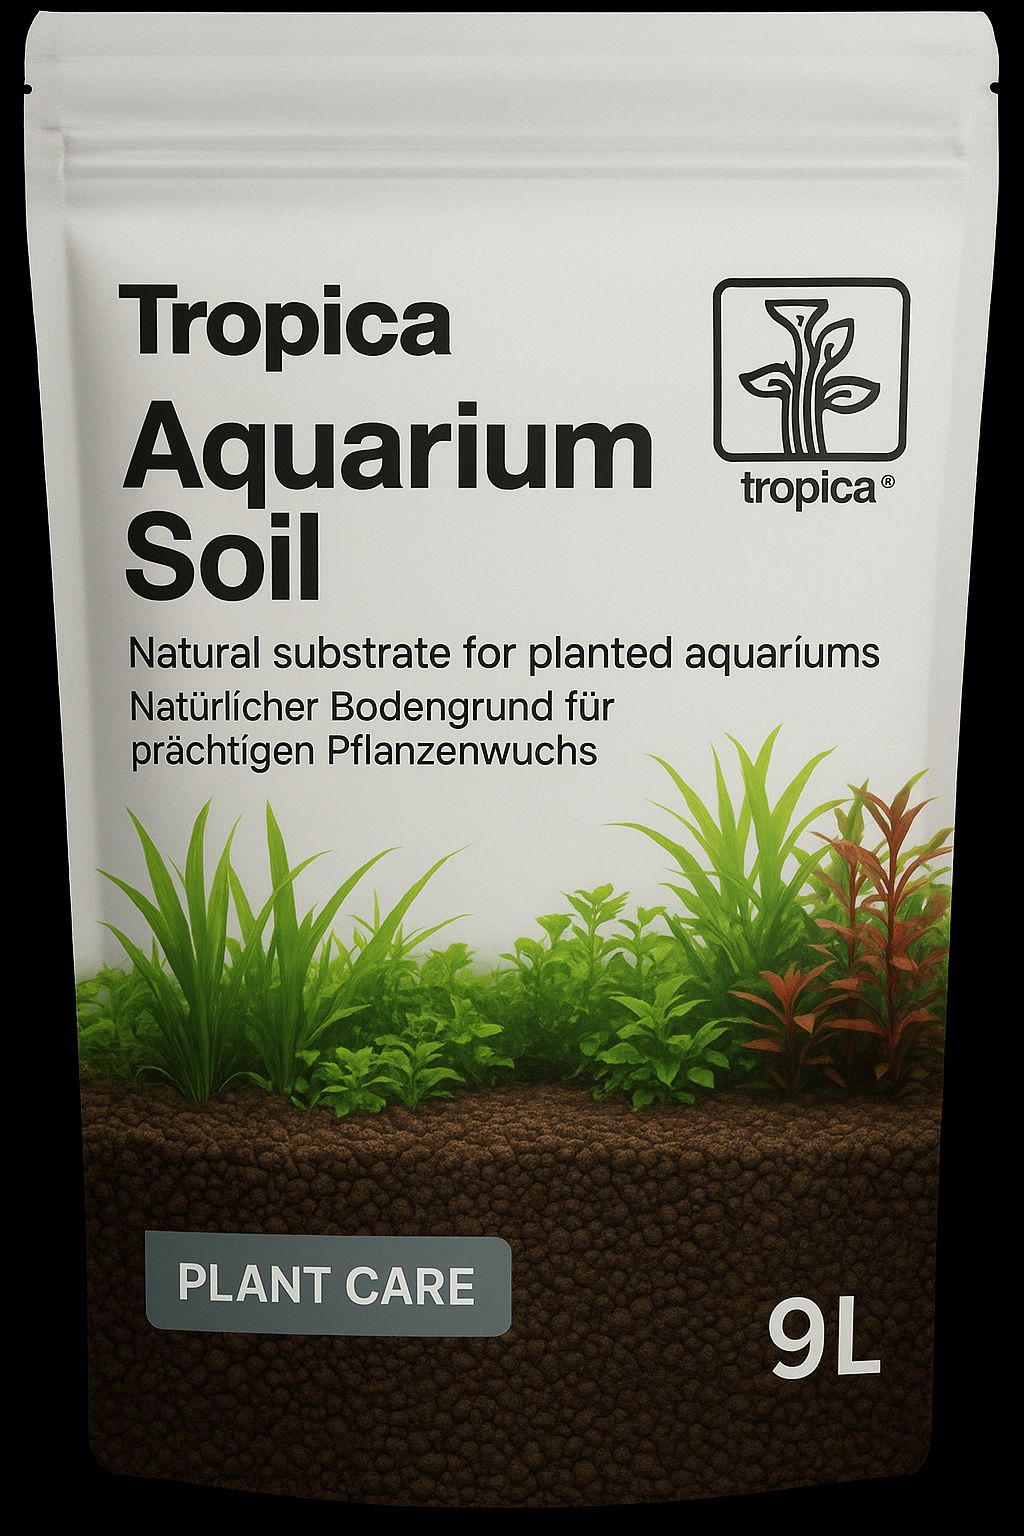 Tropica
Aquarium
Soil
tropica®
Natural substrate for planted aquaríums
Natürlícher Bodengrund für
prächtígen Pflanzenwuchs
PLANT CARE
9L